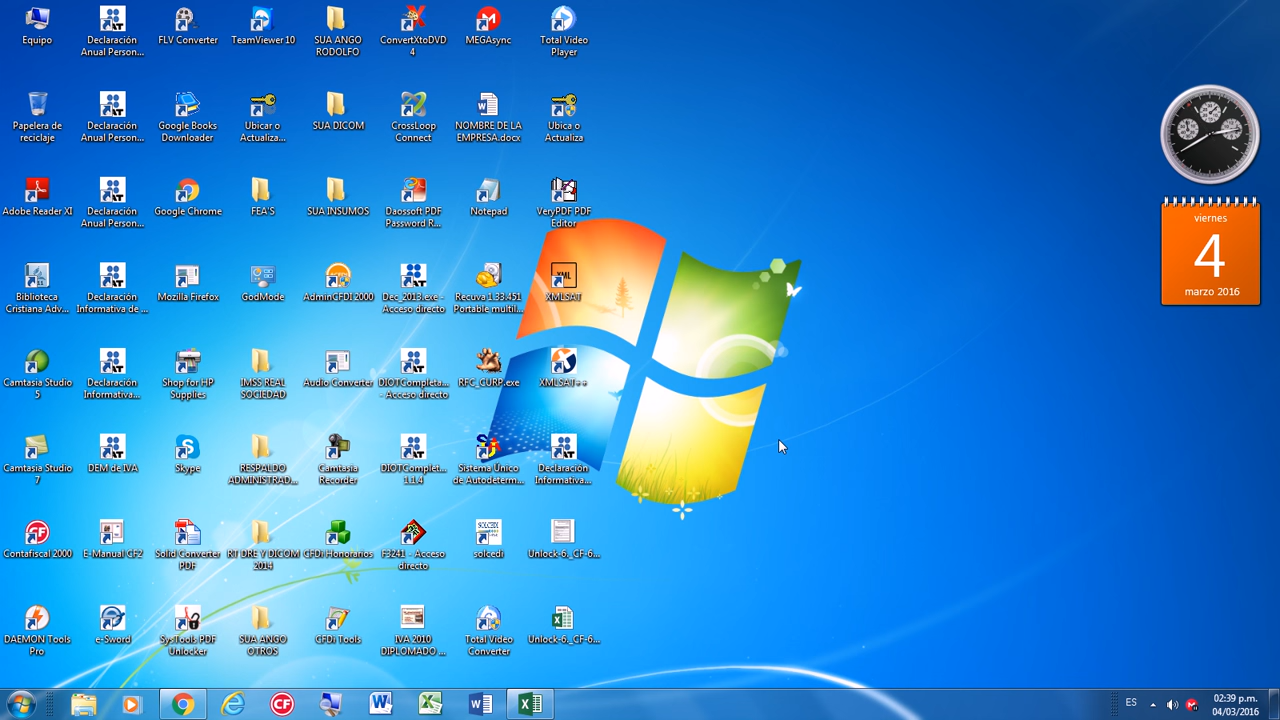 Equipo
Declaración
Anual Person...
FLV Converter
TeamViewer 10
SUA ANGO
RODOLFO
ConvertXtoDVD
4
MEGAsync
Total Video
Player
Papelera de
reciclaje
Declaración
Anual Person...
Google Books
Downloader
Ubicar o
Actualiza...
SUA DICOM
CrossLoop
Connect
NOMBRE DE LA
EMPRESA.docx
Ubica o
Actualiza
Adobe Reader XI
Declaración
Anual Person...
Google Chrome
FEA'S
SUA INSUMOS
Daossoft PDF
Password R...
Notepad
VeryPDF PDF
Editor
Biblioteca
Cristiana Adv...
Declaración
Informativa de ...
Mozilla Firefox
GodMode
AdminCFDI 2000
Dec_2013.exe -
Acceso directo
Recuva 1.33.451
Portable multil...
XML
XMLSAT
Camtasia Studio
5
Declaración
Informativa...
Shop for HP
Supplies
IMSS REAL
SOCIEDAD
Audio Converter
DIOTCompleta...
- Acceso directo
RFC_CURP.exe
XMLSAT++
Camtasia Studio
7
DEM de IVA
Skype
RESPALDO
ADMINISTRAD...
Camtasia
Recorder
DIOTComplet...
1.1.4
Sistema Único
de Autodeterm...
Declaración
Informativa...
Contafiscal 2000
E-Manual CF2
Solid Converter
PDF
RT DRE Y DICOM
2014
CFDi Honorarios
F3241 - Acceso
directo
SOLCEDI
solcedi
Unlock-6._CF-6...
DAEMON Tools
Pro
e-Sword
SysTools PDF
Unlocker
SUA ANGO
OTROS
CFDi Tools
IVA 2010
DIPLOMADO ...
Total Video
Converter
Unlock-6._CF-6...
viernes
4
marzo 2016
CF
ES
02:39 p.m.
04/03/2016